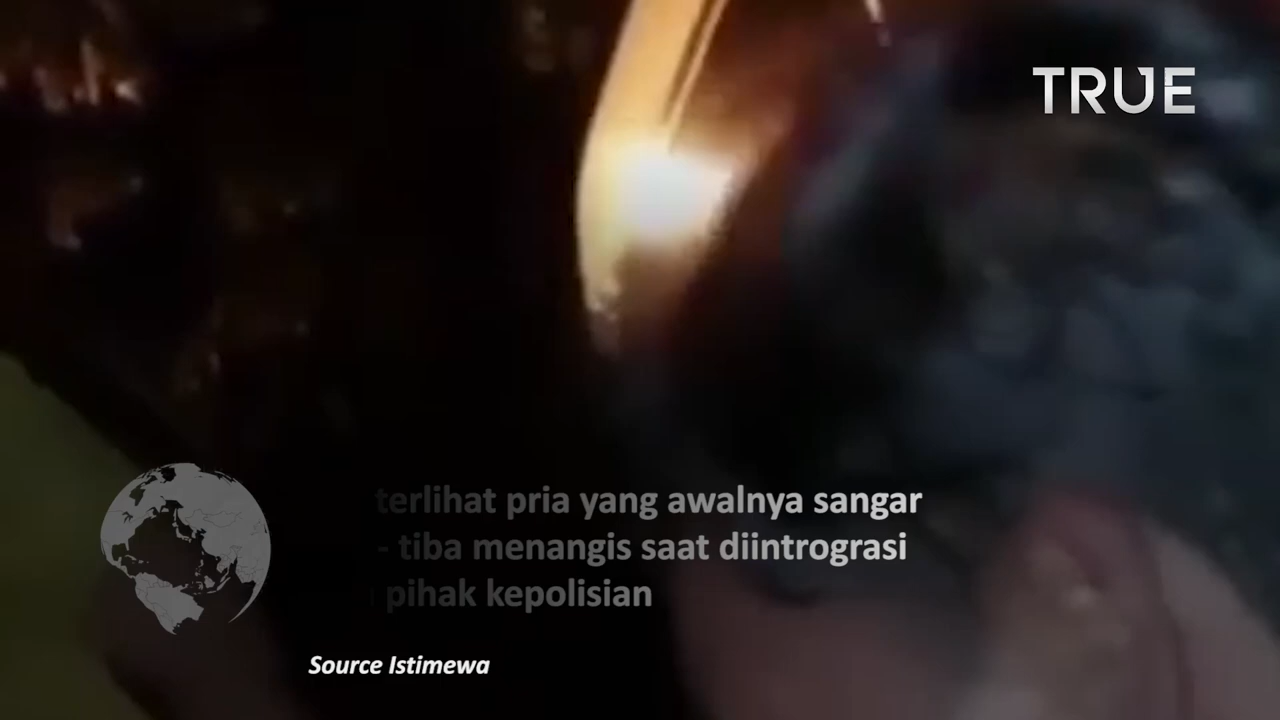 TRUE
terlihat pria yang awalnya sangar
- tiba menangis saat diintrograsi
pihak kepolisian
Source Istimewa